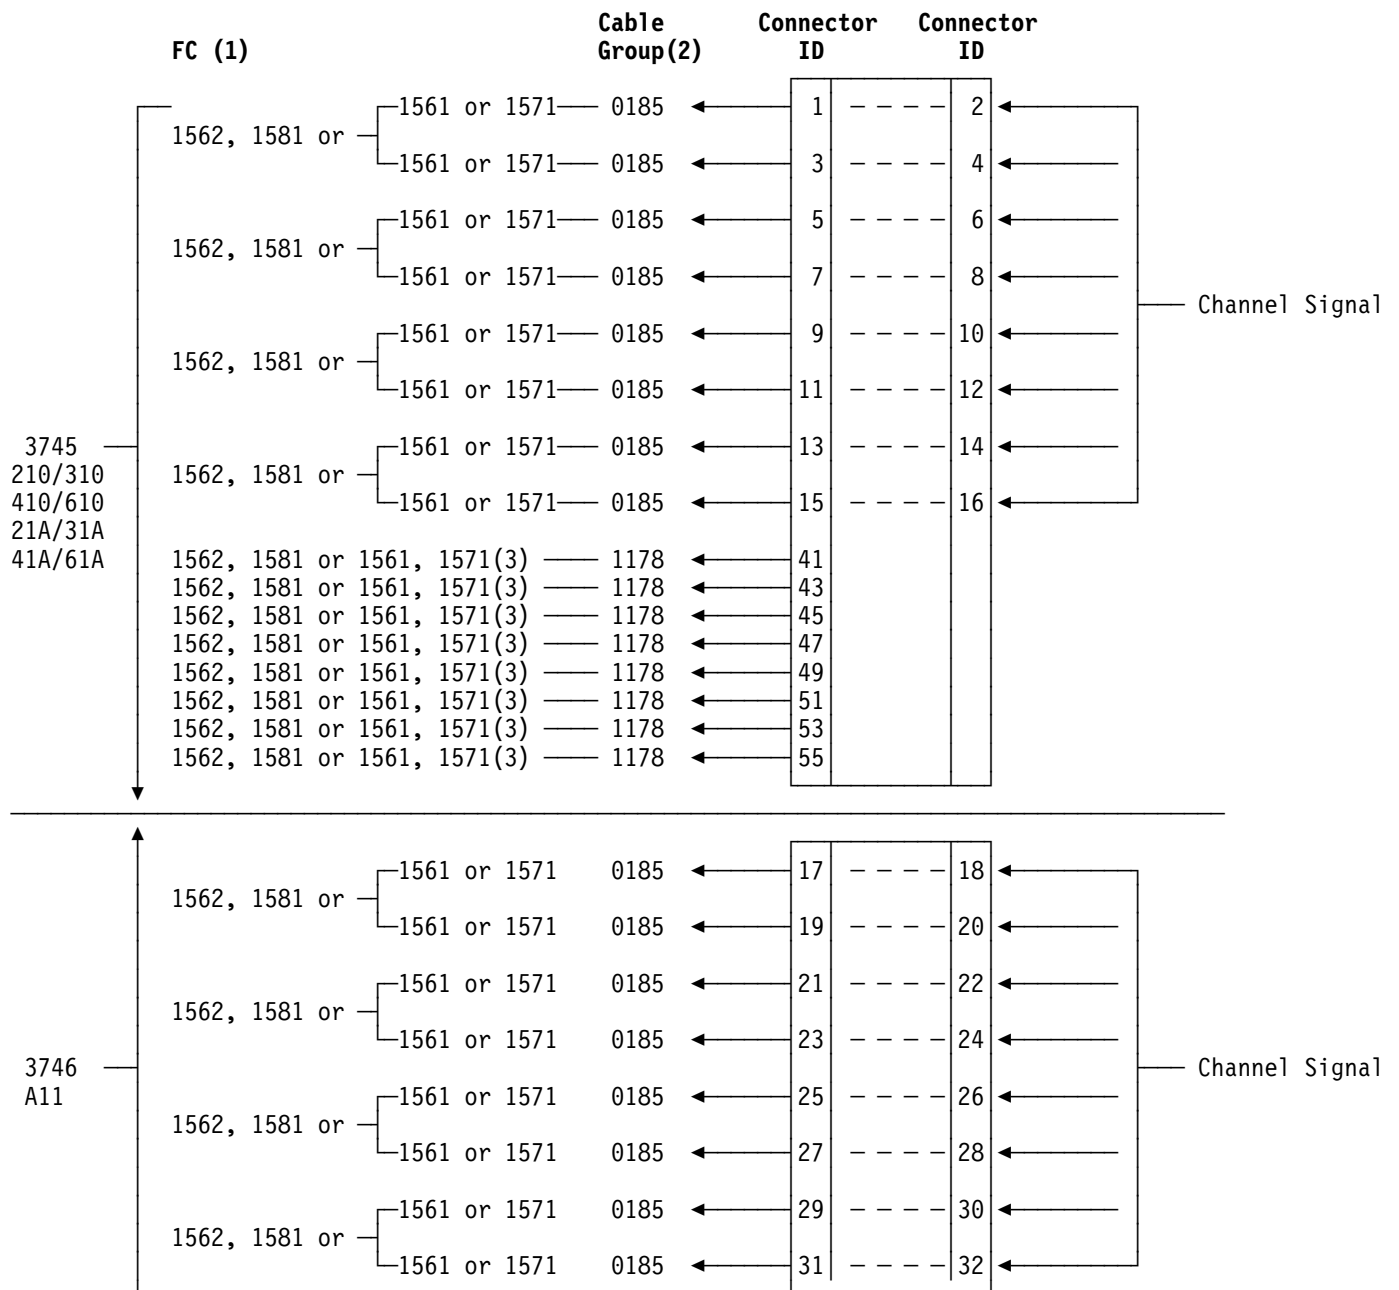 Cable Connector Connector
FC (1) Group(2) ID ID
1561 or 1571 0185 1 2
1562, 1581 or
1561 or 1571 0185 3 4
1561 or 1571 0185 5 6
1562, 1581 or
1561 or 1571 0185 7 8
Channel Signal
1561 or 1571 0185 9 10
1562, 1581 or
1561 or 1571 0185 11 12
3745 1561 or 1571 0185 13 14
210/310 1562, 1581 or
410/610 1561 or 1571 0185 15 16
21A/31A
41A/61A 1562, 1581 or 1561, 1571(3) 1178 41
1562, 1581 or 1561, 1571(3) 1178 43
1562, 1581 or 1561, 1571(3) 1178 45
1562, 1581 or 1561, 1571(3) 1178 47
1562, 1581 or 1561, 1571(3) 1178 49
1562, 1581 or 1561, 1571(3) 1178 51
1562, 1581 or 1561, 1571(3) 1178 53
1562, 1581 or 1561, 1571(3) 1178 55
1561 or 1571 0185 17 18
1562, 1581 or
1561 or 1571 0185 19 20
1561 or 1571 0185 21 22
1562, 1581 or
1561 or 1571 0185 23 24
3746 Channel Signal
A11 1561 or 1571 0185 25 26
1562, 1581 or
1561 or 1571 0185 27 28
1561 or 1571 0185 29 30
1562, 1581 or
1561 or 1571 0185 31 32